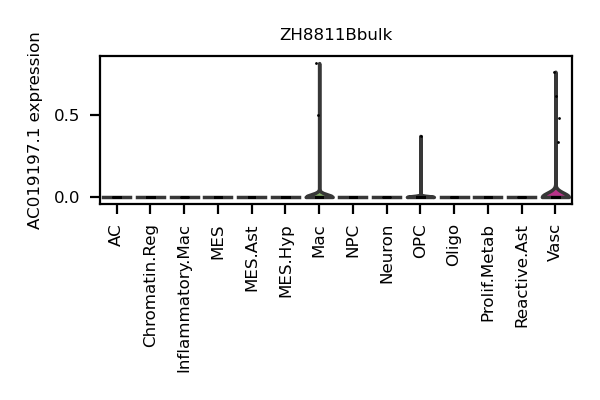 ZH8811Bbulk
AC019197.1 expression
0.5
0.0
AC
Chromatin.Reg
Inflammatory.Mac
MES
MES.Ast
MES.Hyp
Mac
NPC
Neuron
OPC
Oligo
Prolif.Metab
Reactive.Ast
Vasc